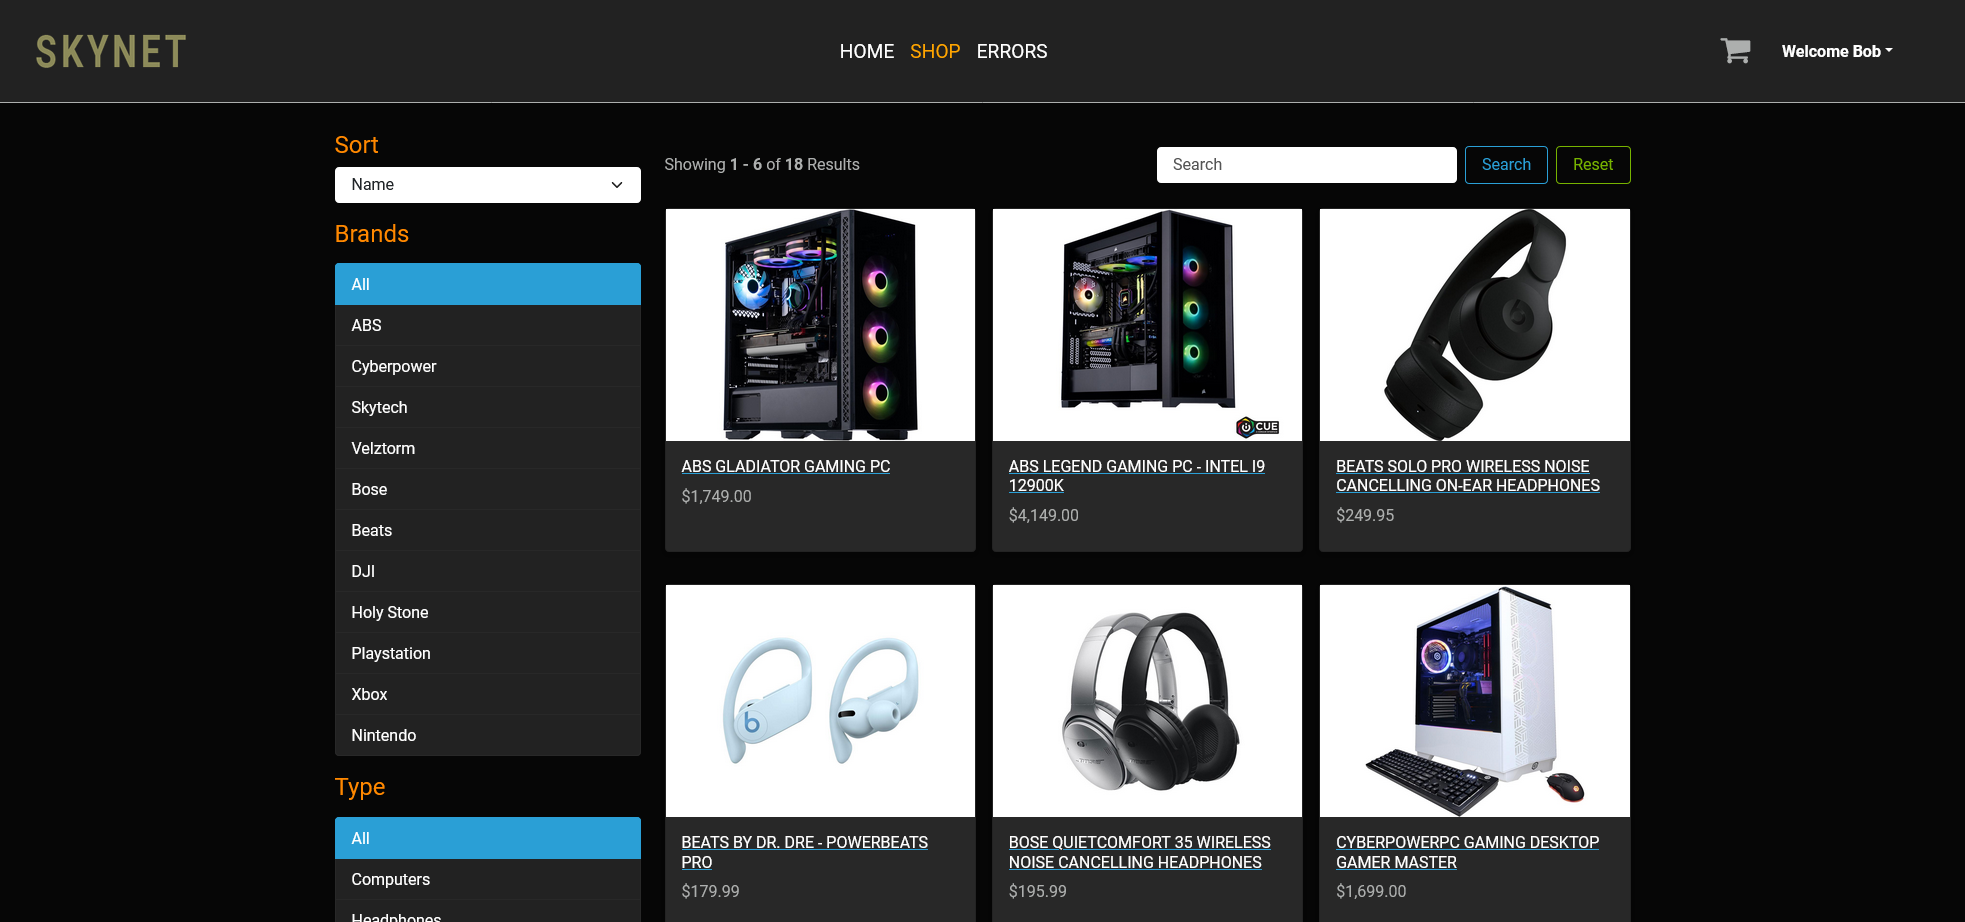 SKYNET
HOME SHOP ERRORS
Welcome Bob
Sort
Name
Brands
All
ABS
Cyberpower
Skytech
Velztorm
Bose
Beats
DJI
Holy Stone
Playstation
Xbox
Nintendo
Type
All
Computers
Headphones
Showing 1 - 6 of 18 Results
Search
Search
Reset
CUE
ABS GLADIATOR GAMING PC
$1,749.00
ABS LEGEND GAMING PC - INTEL I9
12900K
$4,149.00
BEATS SOLO PRO WIRELESS NOISE
CANCELLING ON-EAR HEADPHONES
$249.95
b
BEATS BY DR. DRE - POWERBEATS
PRO
$179.99
BOSE QUIETCOMFORT 35 WIRELESS
NOISE CANCELLING HEADPHONES
$195.99
CYBERPOWERPC GAMING DESKTOP
GAMER MASTER
$1,699.00